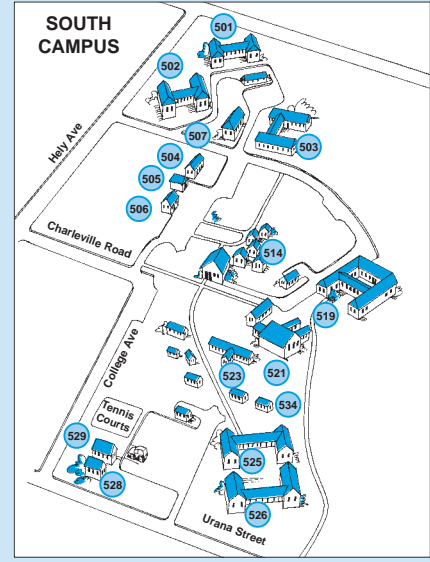 SOUTH
CAMPUS
501
502
507
503
504
505
506
Hely Ave
Charleville Road
514
519
College Ave
521
523
534
Tennis
Courts
529
528
525
526
Urana Street